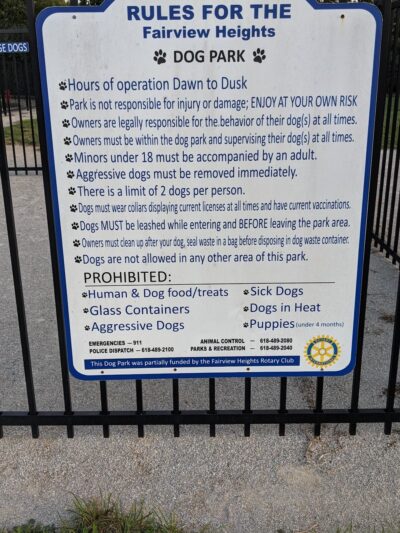 GE DOGS
RULES FOR THE
Fairview Heights
DOG PARK
Hours of operation Dawn to Dusk
Park is not responsible for injury or damage; ENJOY AT YOUR OWN RISK
Owners are legally responsible for the behavior of their dog(s) at all times.
Owners must be within the dog park and supervising their dog(s) at all times.
Minors under 18 must be accompanied by an adult.
Aggressive dogs must be removed immediately.
There is a limit of 2 dogs per person.
Dogs must wear collars displaying current licenses at all times and have current vaccinations.
Dogs MUST be leashed while entering and BEFORE leaving the park area.
Owners must clean up after your dog, seal waste in a bag before disposing in dog waste container.
Dogs are not allowed in any other area of this park.
PROHIBITED:
Human & Dog food/treats Sick Dogs
Glass Containers Dogs in Heat
Aggressive Dogs Puppies (under 4 months)
EMERGENCIES - 911 ANIMAL CONTROL - 618-489-2090
POLICE DISPATCH - 618-489-2100 PARKS & RECREATION - 618-489-2040
This Dog Park was partially funded by the Fairview Heights Rotary Club